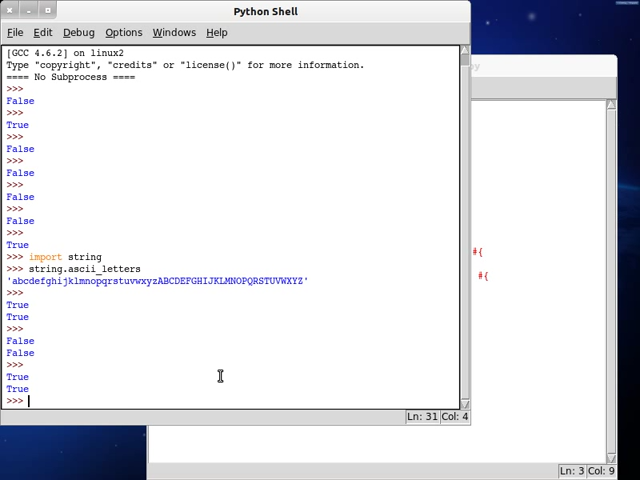 Python Shell
File Edit Debug Options Windows Help
[GCC 4.6.2] on linux2
Type "copyright", "credits" or "license()" for more information.
==== No Subprocess ====
>>>
False
>>>
True
>>>
False
>>>
False
>>>
False
>>>
False
>>>
True
>>> import string
>>> string.ascii_letters
'abcdefghijklmnopqrstuvwxyzABCDEFGHIJKLMNOPQRSTUVWXYZ'
>>>
True
True
>>>
False
False
>>>
True
True
>>>
Ln: 31 Col: 4
#{
#{
Ln: 3 Col: 9